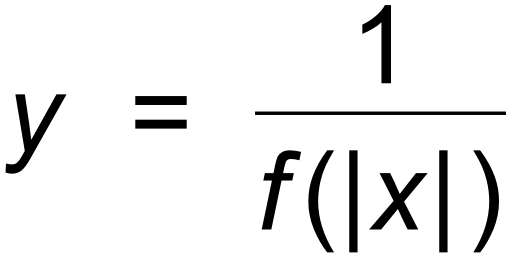 y = 1 / f(|x|)